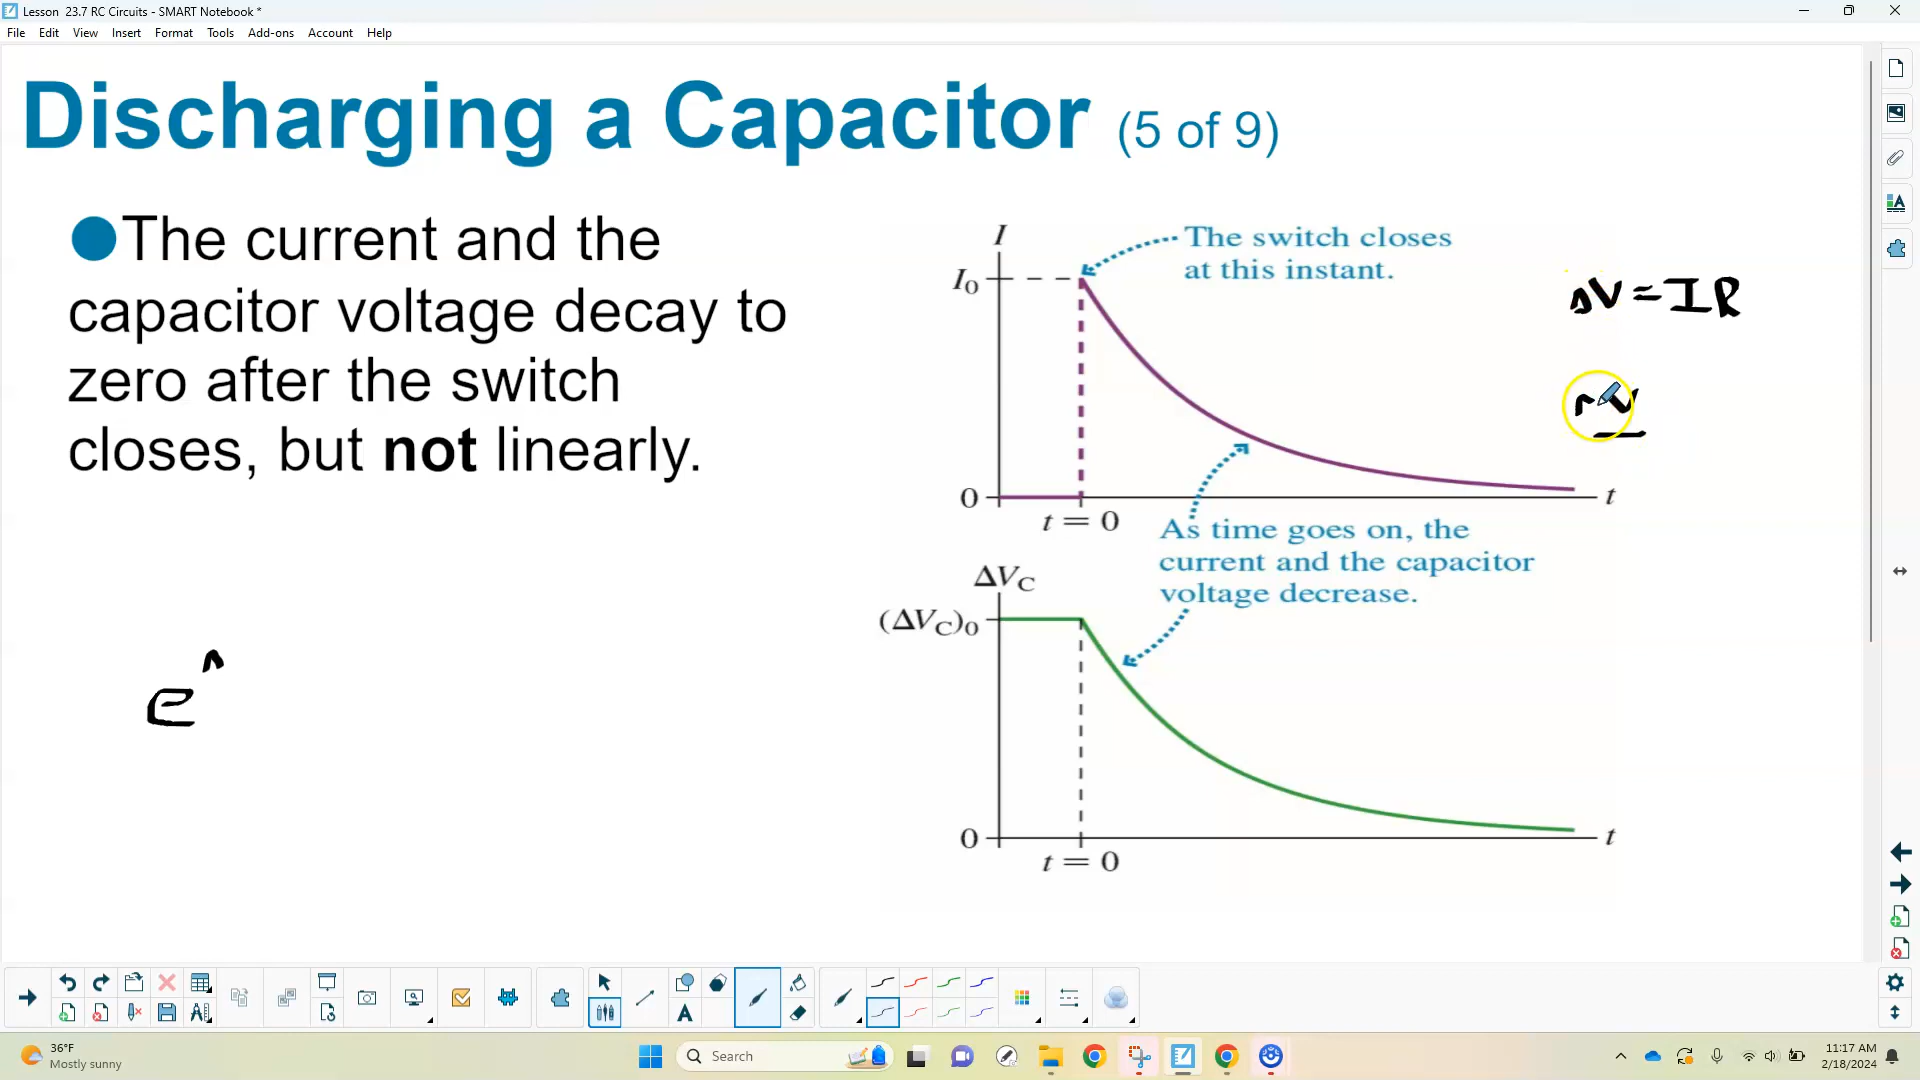 Lesson 23.7 RC Circuits - SMART Notebook *
File Edit View Insert Format Tools Add-ons Account Help
Discharging a Capacitor (5 of 9)
The current and the
capacitor voltage decay to
zero after the switch
closes, but not linearly.
I
I₀
The switch closes
at this instant.
ΔV = IR
0
t
t = 0
As time goes on, the
current and the capacitor
voltage decrease.
ΔV_C
(ΔV_C)₀
e^
0
t
t = 0
36°F
Mostly sunny
Search
11:17 AM
2/18/2024